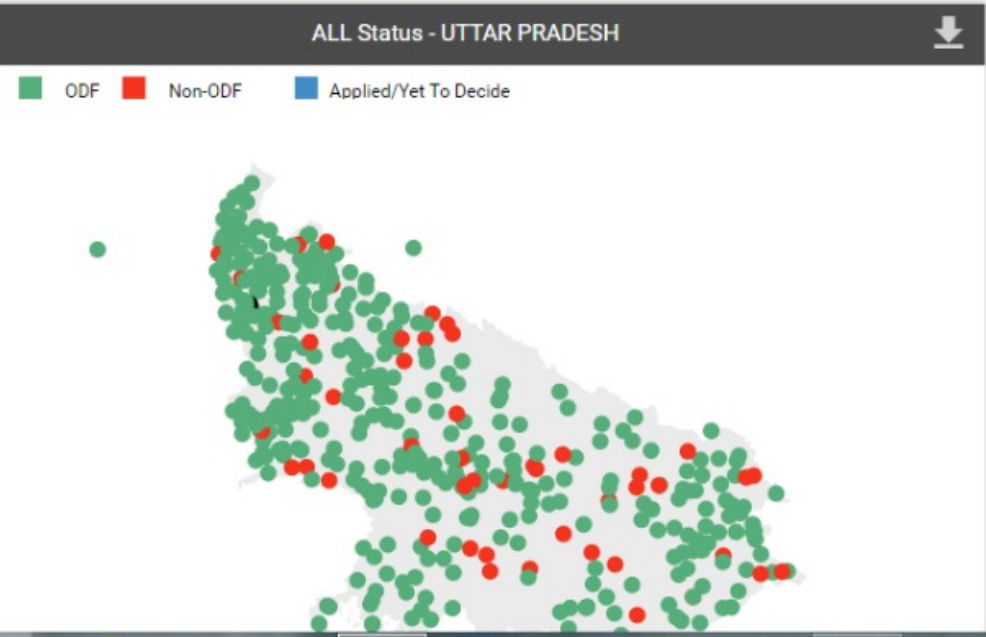 ALL Status - UTTAR PRADESH
ODF Non-ODF Applied/Yet To Decide